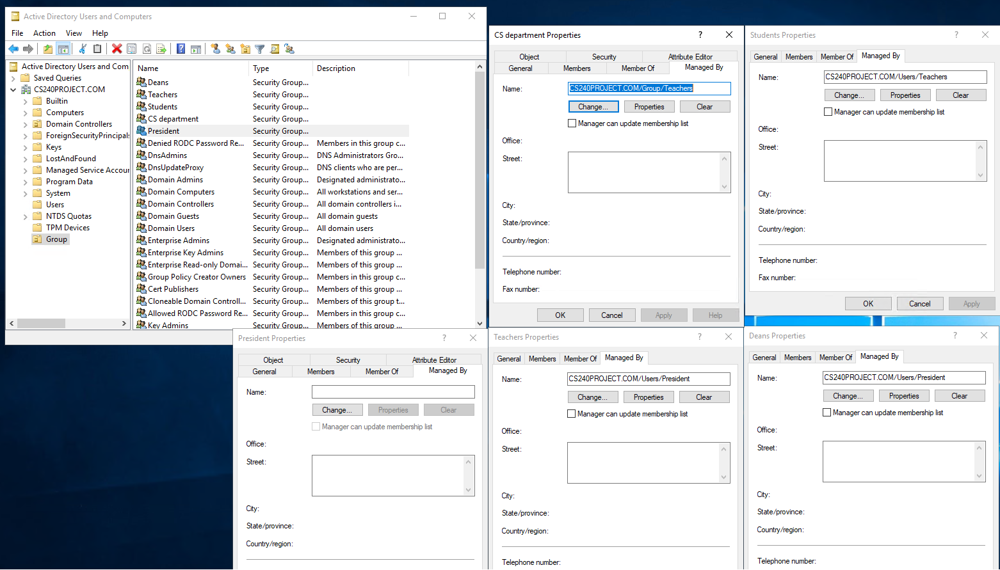 Active Directory Users and Computers
File Action View Help
Active Directory Users and Com
Saved Queries
CS240PROJECT.COM
Builtin
Computers
Domain Controllers
ForeignSecurityPrincipals
Keys
LostAndFound
Managed Service Accour
Program Data
System
Users
NTDS Quotas
TPM Devices
Group
Name Type Description
Deans Security Group...
Teachers Security Group...
Students Security Group...
CS department Security Group...
President Security Group...
Denied RODC Password Re... Security Group... Members in this group c...
DnsAdmins Security Group... DNS Administrators Gro...
DnsUpdateProxy Security Group... DNS clients who are per...
Domain Admins Security Group... Designated administrato...
Domain Computers Security Group... All workstations and ser...
Domain Controllers Security Group... All domain controllers i...
Domain Guests Security Group... All domain guests
Domain Users Security Group... All domain users
Enterprise Admins Security Group... Designated administrato...
Enterprise Key Admins Security Group... Members of this group ...
Enterprise Read-only Domai... Security Group... Members of this group ...
Group Policy Creator Owners Security Group... Members in this group c...
Cert Publishers Security Group... Members of this group ...
Cloneable Domain Controll... Security Group... Members of this group t...
Allowed RODC Password Re... Security Group... Members in this group c...
Key Admins Security Group... Members of this group ...
CS department Properties ?
Object Security Attribute Editor
General Members Member Of Managed By
Name: CS240PROJECT.COM/Group/Teachers
Change... Properties Clear
Manager can update membership list
Office:
Street:
City:
State/province:
Country/region:
Telephone number:
Fax number:
OK Cancel Apply Help
Students Properties ?
General Members Member Of Managed By
Name: CS240PROJECT.COM/Users/Teachers
Change... Properties Clear
Manager can update membership list
Office:
Street:
City:
State/province:
Country/region:
Telephone number:
Fax number:
OK Cancel Apply
President Properties ?
Object Security Attribute Editor
General Members Member Of Managed By
Name:
Change... Properties Clear
Manager can update membership list
Office:
Street:
City:
State/province:
Country/region:
Teachers Properties ?
General Members Member Of Managed By
Name: CS240PROJECT.COM/Users/President
Change... Properties Clear
Manager can update membership list
Office:
Street:
City:
State/province:
Country/region:
Telephone number:
Deans Properties ?
General Members Member Of Managed By
Name: CS240PROJECT.COM/Users/President
Change... Properties Clear
Manager can update membership list
Office:
Street:
City:
State/province:
Country/region:
Telephone number: